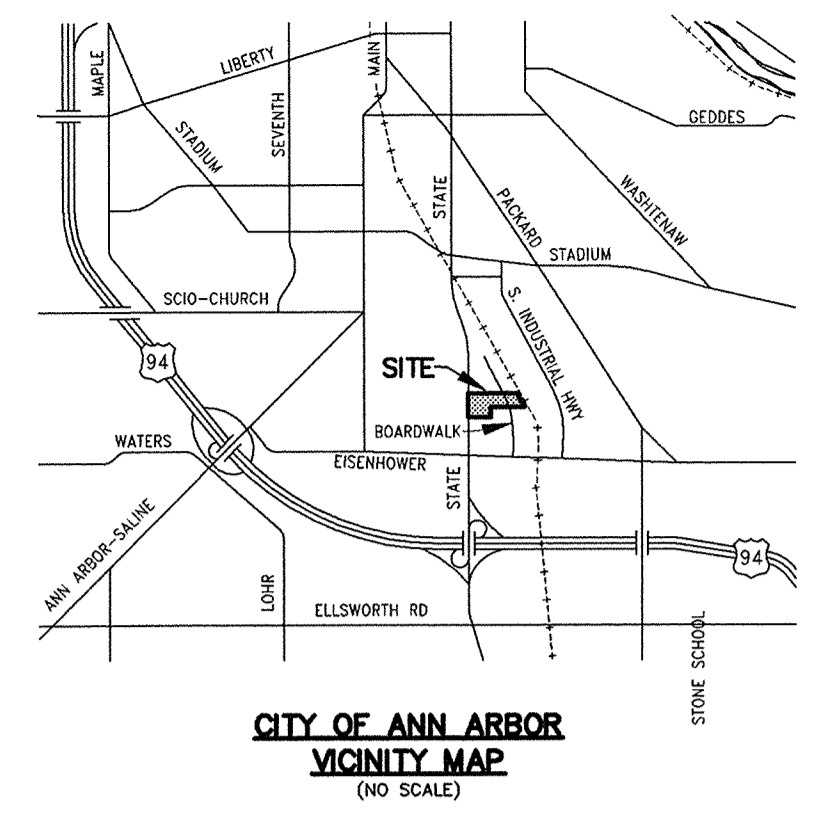 MAPLE
LIBERTY
MAIN
SEVENTH
STADIUM
GEDDES
STATE
PACKARD
WASHTENAW
STADIUM
SCIO-CHURCH
S. INDUSTRIAL HWY
94
SITE
BOARDWALK
WATERS
EISENHOWER
STATE
ANN ARBOR-SALINE
94
LOHR
ELLSWORTH RD
STONE SCHOOL
CITY OF ANN ARBOR
VICINITY MAP
(NO SCALE)